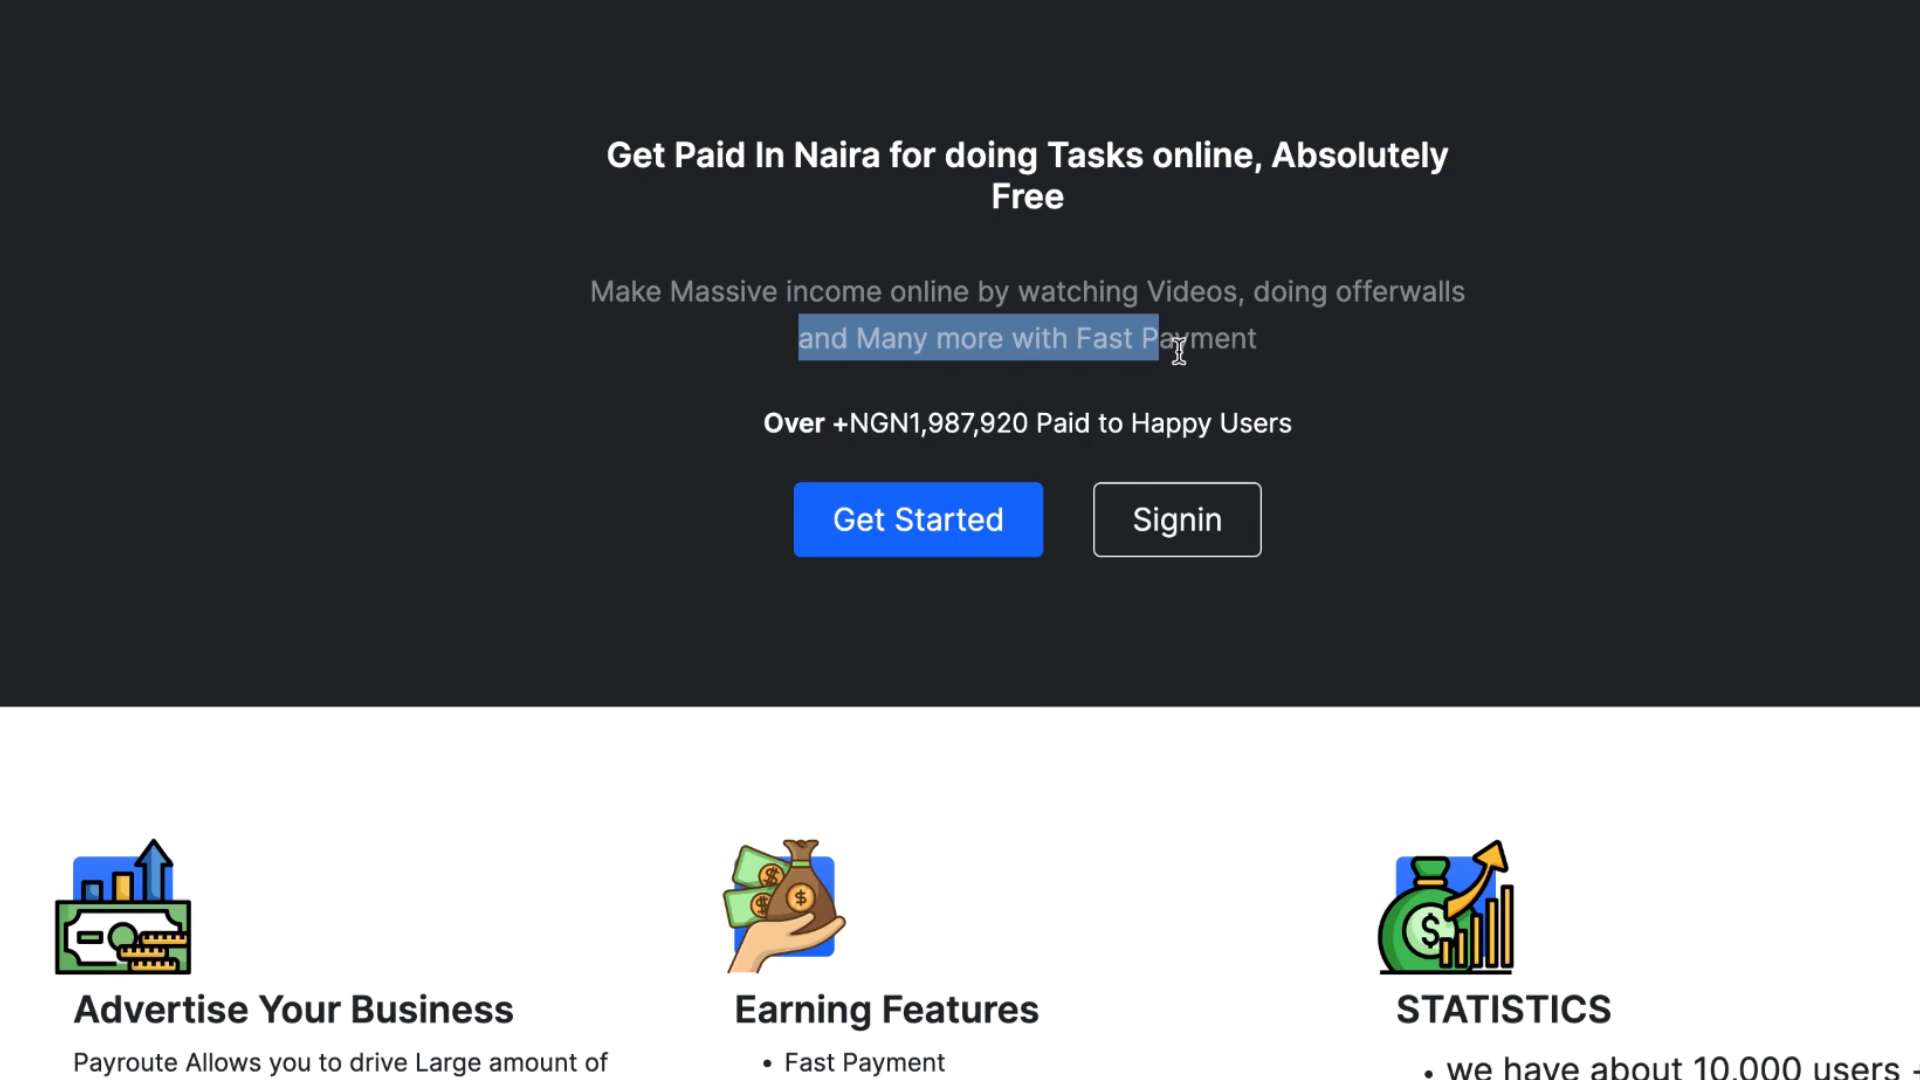 Get Paid In Naira for doing Tasks online, Absolutely
Free
Make Massive income online by watching Videos, doing offerwalls
and Many more with Fast Payment
Over +NGN1,987,920 Paid to Happy Users
Get Started
Signin
Advertise Your Business
Payroute Allows you to drive Large amount of
Earning Features
• Fast Payment
STATISTICS
• we have about 10,000 users -